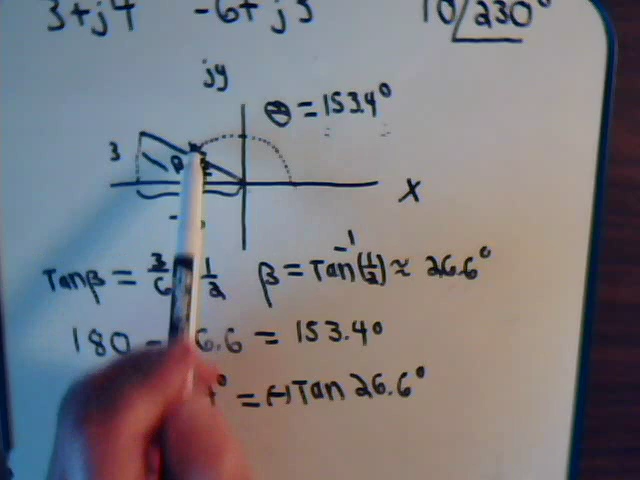 3+j4 -6+j3 10/230°
jy
θ = 153.4°
3
β
X
Tanβ = 3/6 1/2 β = Tan⁻¹(1/2) ≈ 26.6°
180 - 6.6 = 153.4°
° = (-)Tan 26.6°